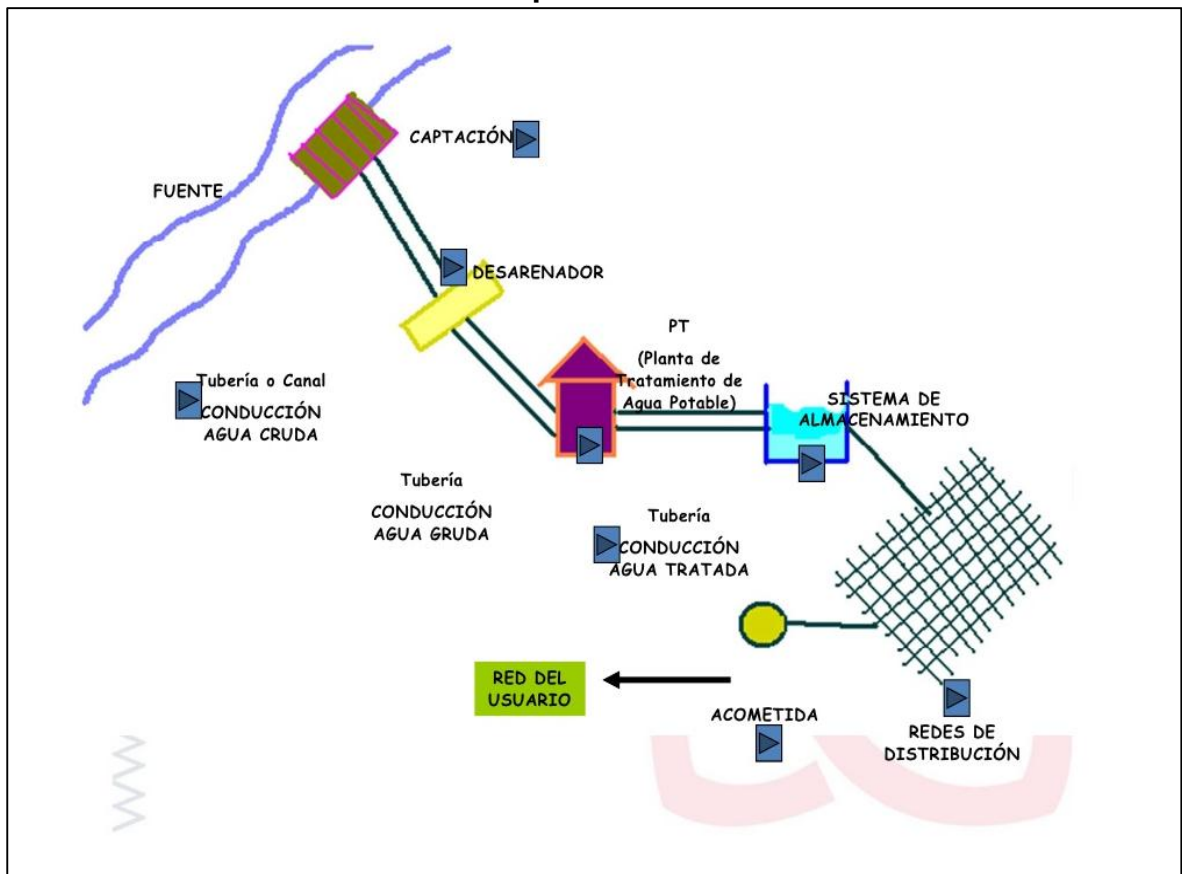 CAPTACIÓN
FUENTE
DESARENADOR
PT
(Planta de
Tratamiento de
Agua Potable)
Tubería o Canal
CONDUCCIÓN
AGUA CRUDA
SISTEMA DE
ALMACENAMIENTO
Tubería
CONDUCCIÓN
AGUA GRUDA
Tubería
CONDUCCIÓN
AGUA TRATADA
RED DEL
USUARIO
ACOMETIDA
REDES DE
DISTRIBUCIÓN